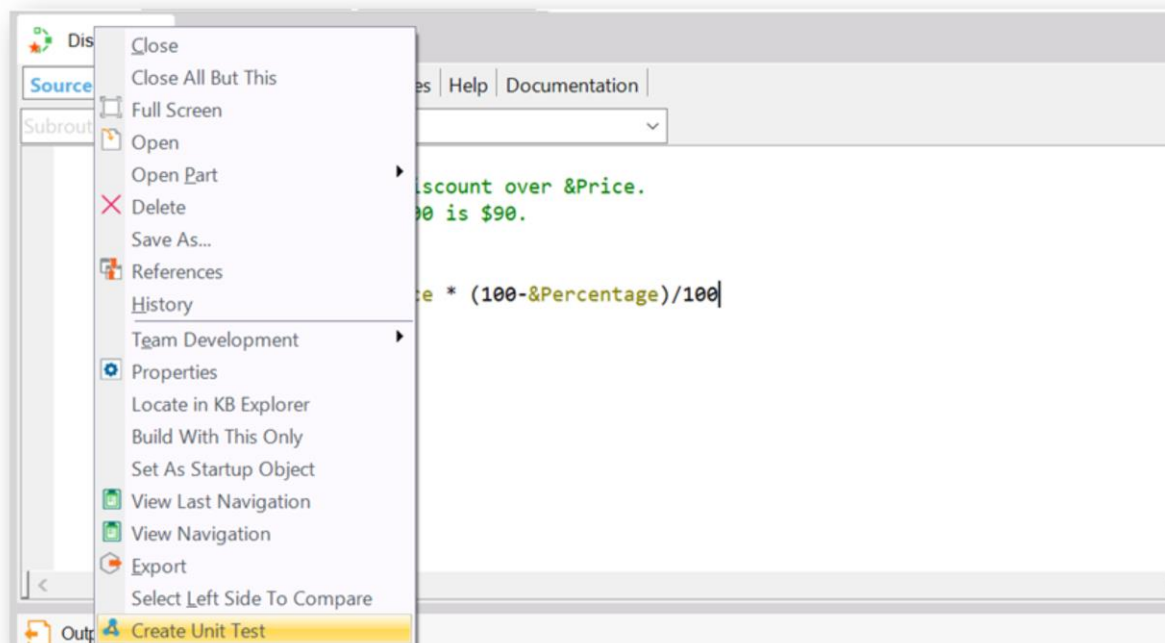 Dis
Close
Source
Close All But This
es
Help
Documentation
Full Screen
Subrout
Open
Open Part
iscount over &Price.
Delete
00 is $90.
Save As...
References
ce * (100-&Percentage)/100
History
Team Development
Properties
Locate in KB Explorer
Build With This Only
Set As Startup Object
View Last Navigation
View Navigation
Export
Select Left Side To Compare
Outp
Create Unit Test